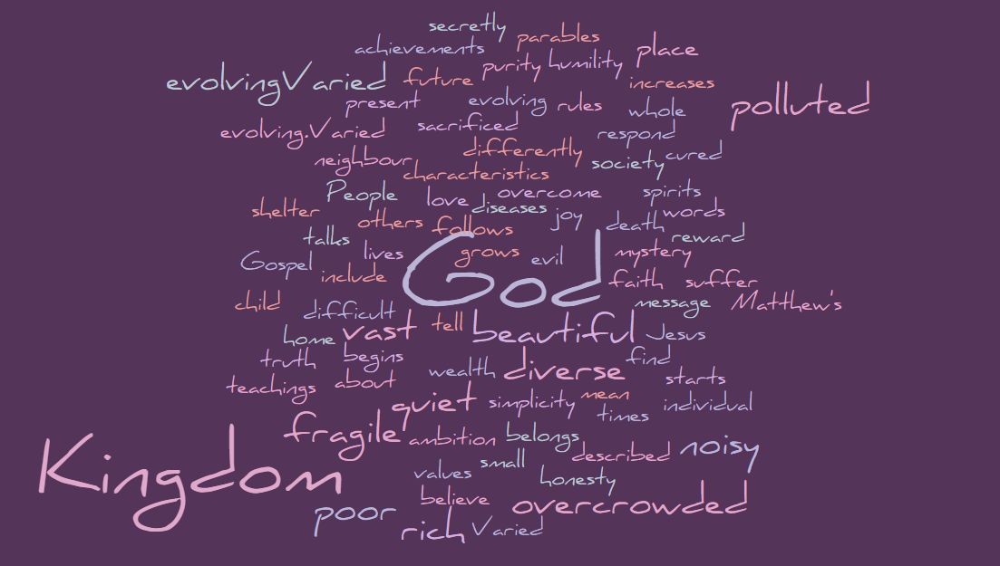 secretly
achievements parables place
evolvingVaried future purity humility increases
present evolving rules whole polluted
evolving.Varied sacrificed respond
neighbour differently society cured
characteristics
People love overcome spirits
shelter others follows diseases joy death words
talks lives grows evil mystery reward
Gospel include God faith suffer
child difficult message Matthew's
home vast tell beautiful Jesus
truth begins wealth diverse find
teachings about starts
quiet simplicity mean times individual
fragile ambition belongs described noisy
Kingdom values small honesty
believe overcrowded
poor rich Varied